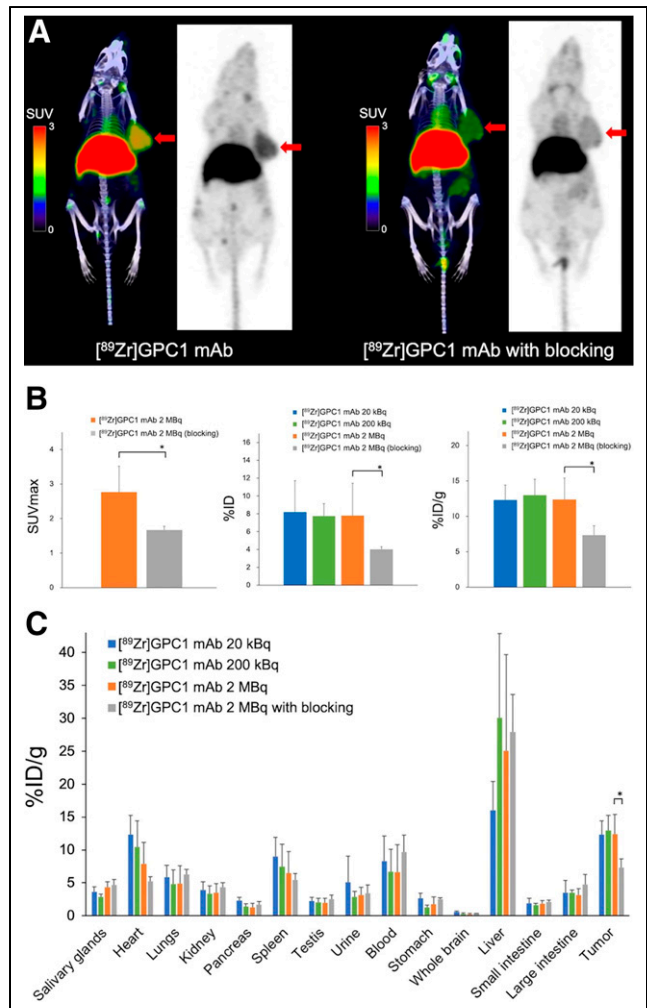 A
SUV
3
0
SUV
3
0
[⁸⁹Zr]GPC1 mAb
[⁸⁹Zr]GPC1 mAb with blocking
B
[⁸⁹Zr]GPC1 mAb 2 MBq
[⁸⁹Zr]GPC1 mAb 2 MBq (blocking)
*
SUVmax
4
3
2
1
0
[⁸⁹Zr]GPC1 mAb 20 kBq
[⁸⁹Zr]GPC1 mAb 200 kBq
[⁸⁹Zr]GPC1 mAb 2 MBq
[⁸⁹Zr]GPC1 mAb 2 MBq (blocking)
*
%ID
16
14
12
10
8
6
4
2
0
[⁸⁹Zr]GPC1 mAb 20 kBq
[⁸⁹Zr]GPC1 mAb 200 kBq
[⁸⁹Zr]GPC1 mAb 2 MBq
[⁸⁹Zr]GPC1 mAb 2 MBq (blocking)
*
%ID/g
15
10
5
0
C
[⁸⁹Zr]GPC1 mAb 20 kBq
[⁸⁹Zr]GPC1 mAb 200 kBq
[⁸⁹Zr]GPC1 mAb 2 MBq
[⁸⁹Zr]GPC1 mAb 2 MBq with blocking
*
%ID/g
40
35
30
25
20
15
10
5
0
Salivary glands
Heart
Lungs
Kidney
Pancreas
Spleen
Testis
Urine
Blood
Stomach
Whole brain
Liver
Small intestine
Large intestine
Tumor